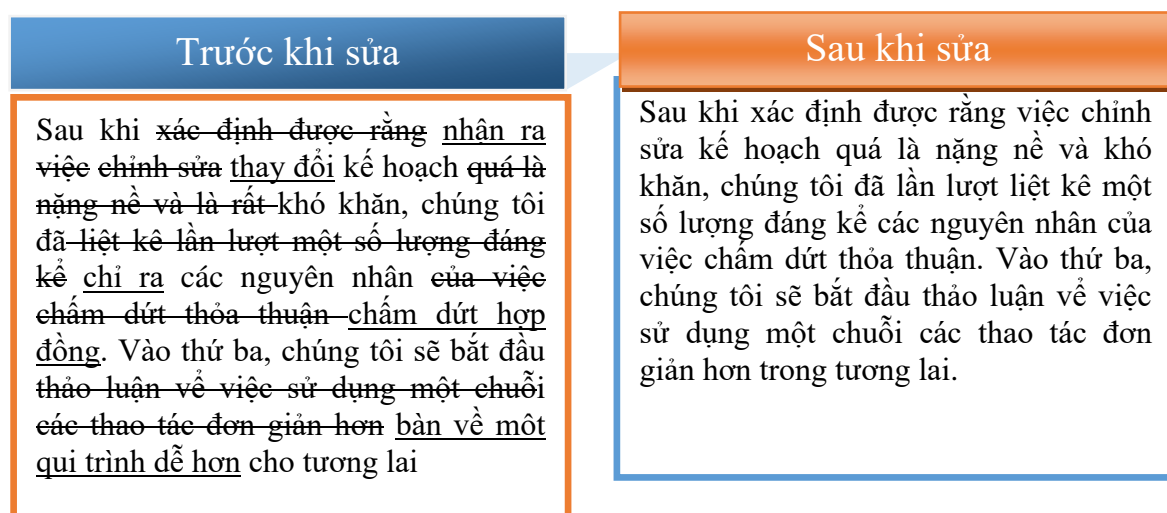 Trước khi sửa
Sau khi xác định được rằng nhận ra
việc chỉnh sửa thay đổi kế hoạch quá là
nặng nề và là rất khó khăn, chúng tôi
đã liệt kê lần lượt một số lượng đáng
kể chỉ ra các nguyên nhân của việc
chấm dứt thỏa thuận chấm dứt hợp
đồng. Vào thứ ba, chúng tôi sẽ bắt đầu
thảo luận về việc sử dụng một chuỗi
các thao tác đơn giản hơn bàn về môt
qui trình dễ hơn cho tương lai
Sau khi sửa
Sau khi xác định được rằng việc chỉnh
sửa kế hoạch quá là nặng nề và khó
khăn, chúng tôi đã lần lượt liệt kê một
số lượng đáng kể các nguyên nhân của
việc chấm dứt thỏa thuận. Vào thứ ba,
chúng tôi sẽ bắt đầu thảo luận về việc
sử dụng một chuỗi các thao tác đơn
giản hơn trong tương lai.